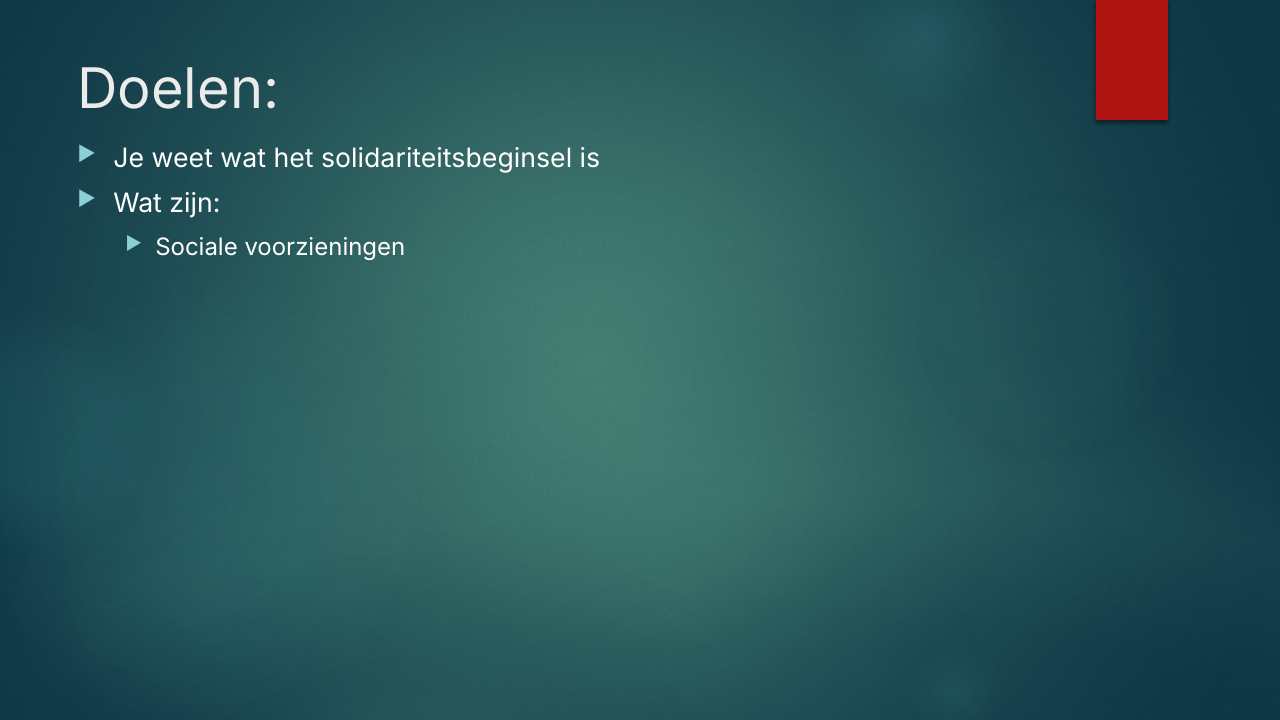 Doelen:
Je weet wat het solidariteitsbeginsel is
Wat zijn:
Sociale voorzieningen